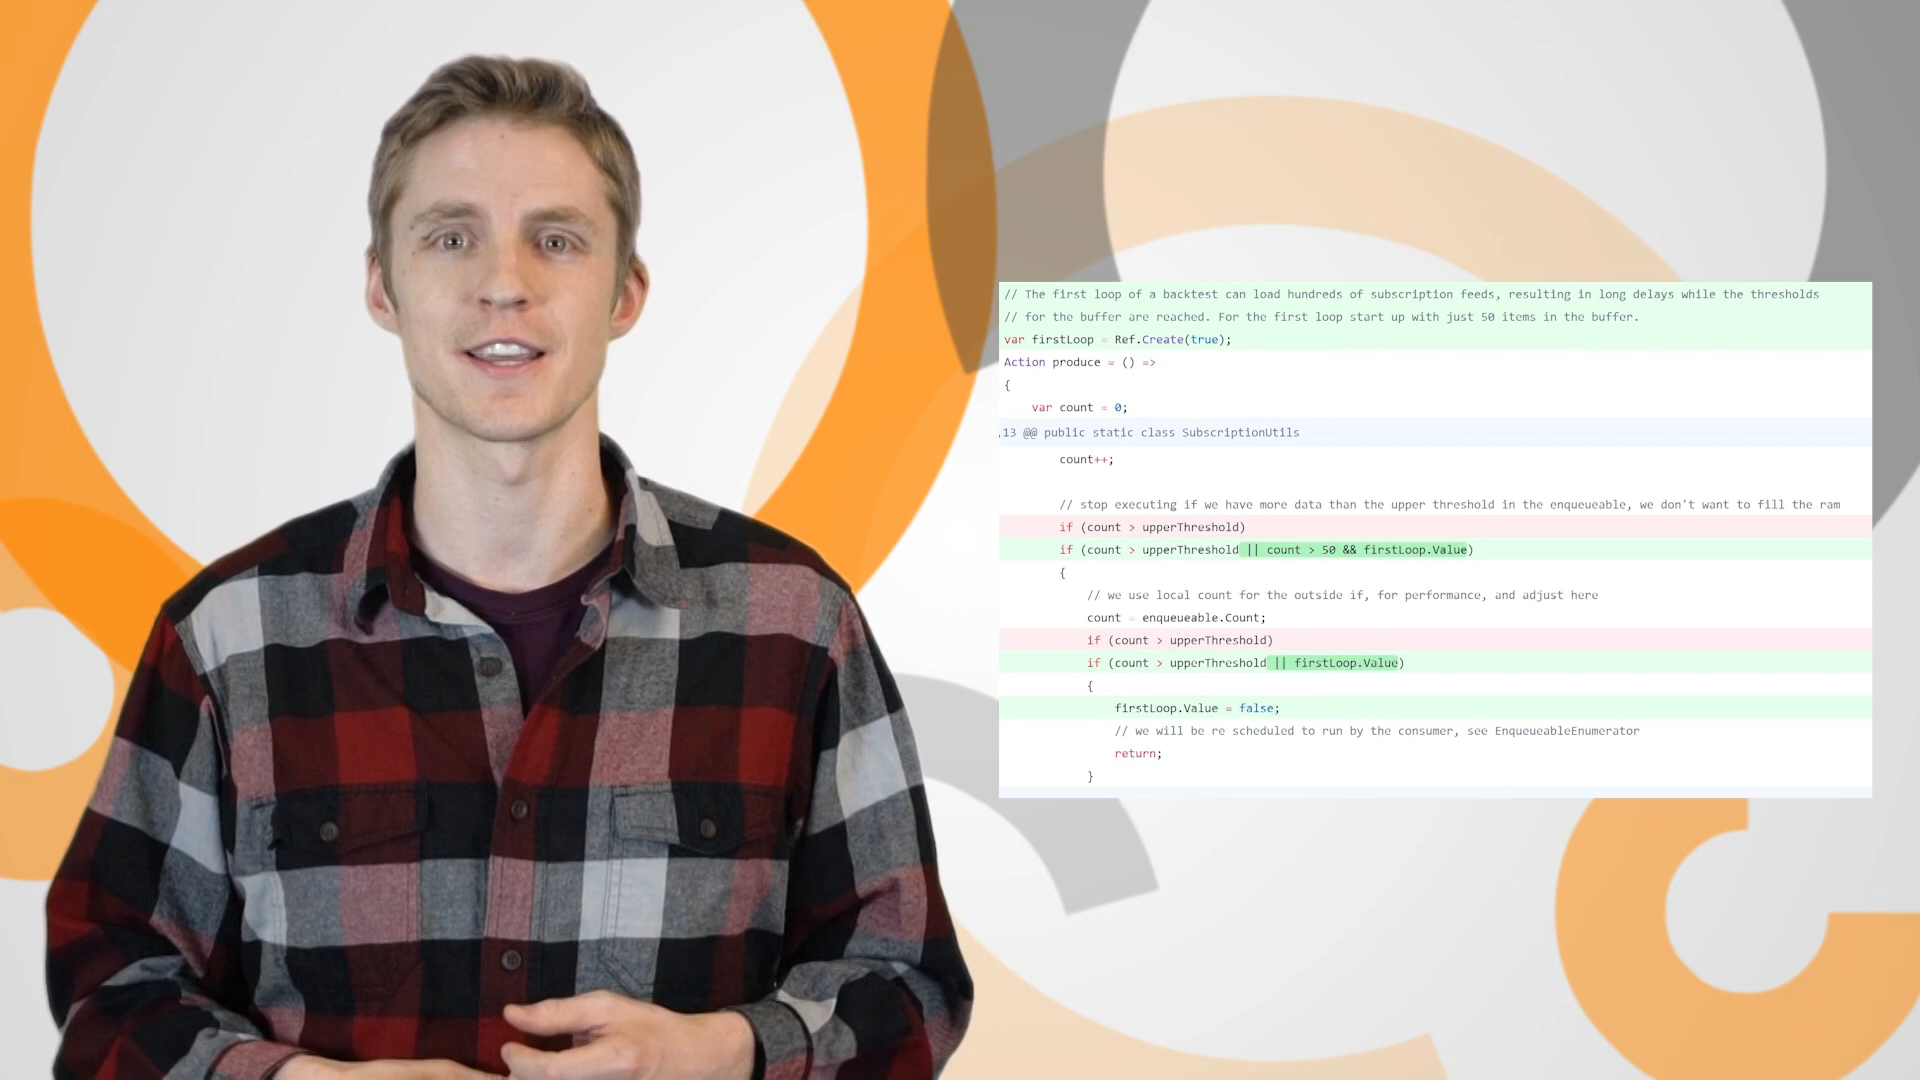 // The first loop of a backtest can load hundreds of subscription feeds, resulting in long delays while the thresholds
// for the buffer are reached. For the first loop start up with just 50 items in the buffer.
var firstLoop = Ref.Create(true);
Action produce = () =>
{
var count = 0;
,13 @@ public static class SubscriptionUtils
count++;
// stop executing if we have more data than the upper threshold in the enqueueable, we don't want to fill the ram
if (count > upperThreshold)
if (count > upperThreshold || count > 50 && firstLoop.Value)
{
// we use local count for the outside if, for performance, and adjust here
count = enqueueable.Count;
if (count > upperThreshold)
if (count > upperThreshold || firstLoop.Value)
{
firstLoop.Value = false;
// we will be re scheduled to run by the consumer, see EnqueueableEnumerator
return;
}